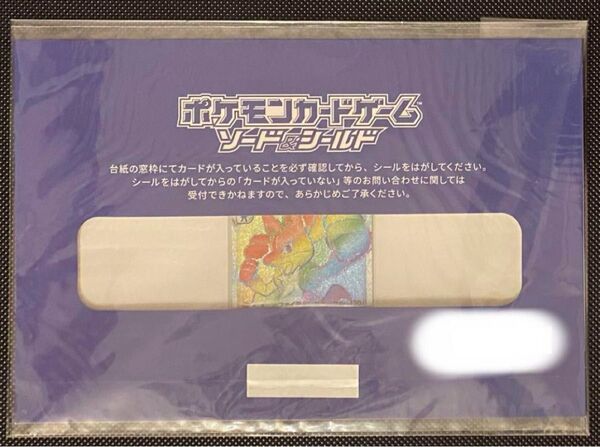 ポケモンカードゲーム
ソード&シールド
台紙の窓枠にてカードが入っていることを必ず確認してから、シールをはがしてください。
シールをはがしてからの「カードが入っていない」等のお問い合わせに関しては
受付できかねますので、あらかじめご了承ください。